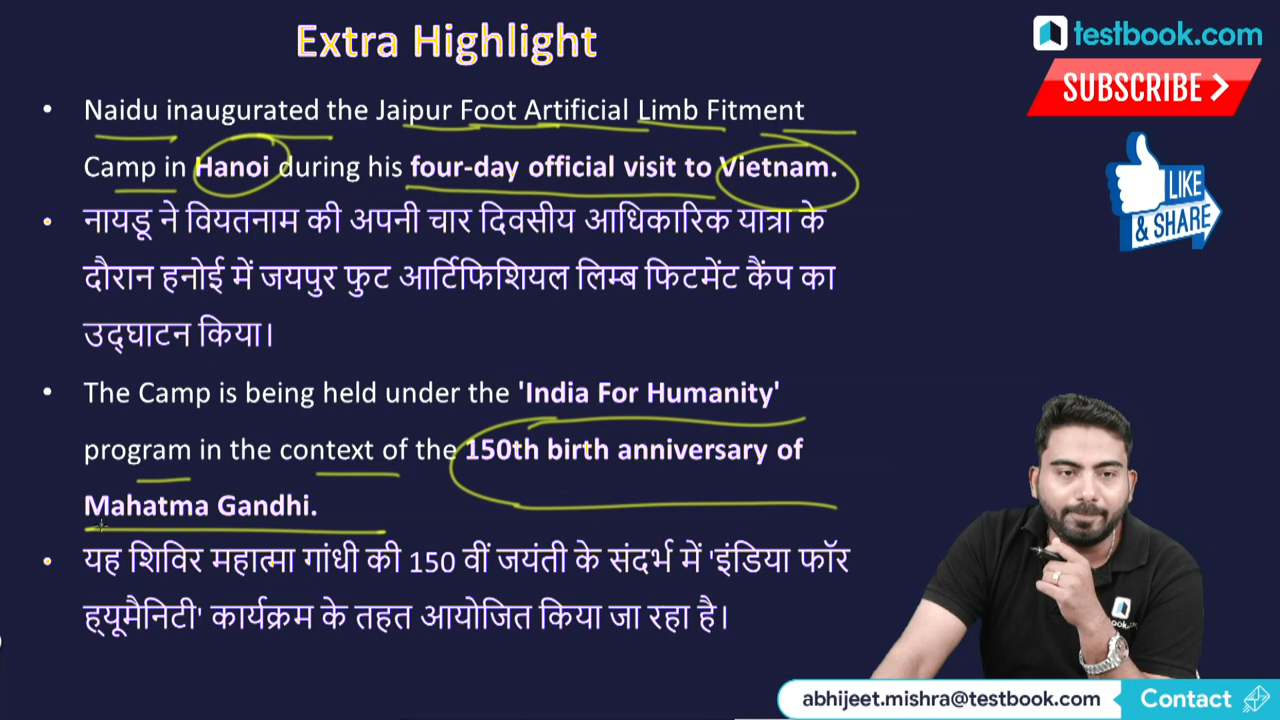 Extra Highlight
testbook.com
SUBSCRIBE
• Naidu inaugurated the Jaipur Foot Artificial Limb Fitment
Camp in Hanoi during his four-day official visit to Vietnam.
LIKE
& SHARE
• नायडू ने वियतनाम की अपनी चार दिवसीय आधिकारिक यात्रा के
दौरान हनोई में जयपुर फुट आर्टिफिशियल लिम्ब फिटमेंट कैंप का
उद्घाटन किया।
• The Camp is being held under the 'India For Humanity'
program in the context of the 150th birth anniversary of
Mahatma Gandhi.
• यह शिविर महात्मा गांधी की 150 वीं जयंती के संदर्भ में 'इंडिया फॉर
ह्यूमैनिटी' कार्यक्रम के तहत आयोजित किया जा रहा है।
abhijeet.mishra@testbook.com
Contact